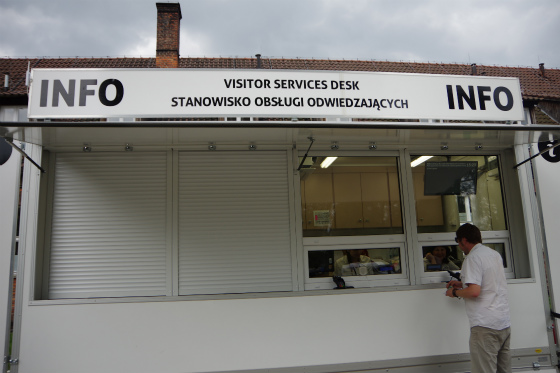 INFO
VISITOR SERVICES DESK
STANOWISKO OBSŁUGI ODWIEDZAJĄCYCH
INFO